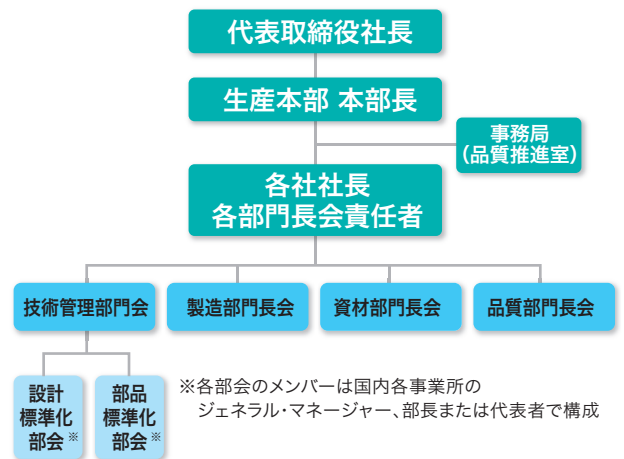 代表取締役社長
生産本部 本部長
事務局
(品質推進室)
各社社長
各部門長会責任者
技術管理部門会
製造部門長会
資材部門長会
品質部門長会
設計
標準化
部会※
部品
標準化
部会※
※各部会のメンバーは国内各事業所の
ジェネラル・マネージャー、部長または代表者で構成